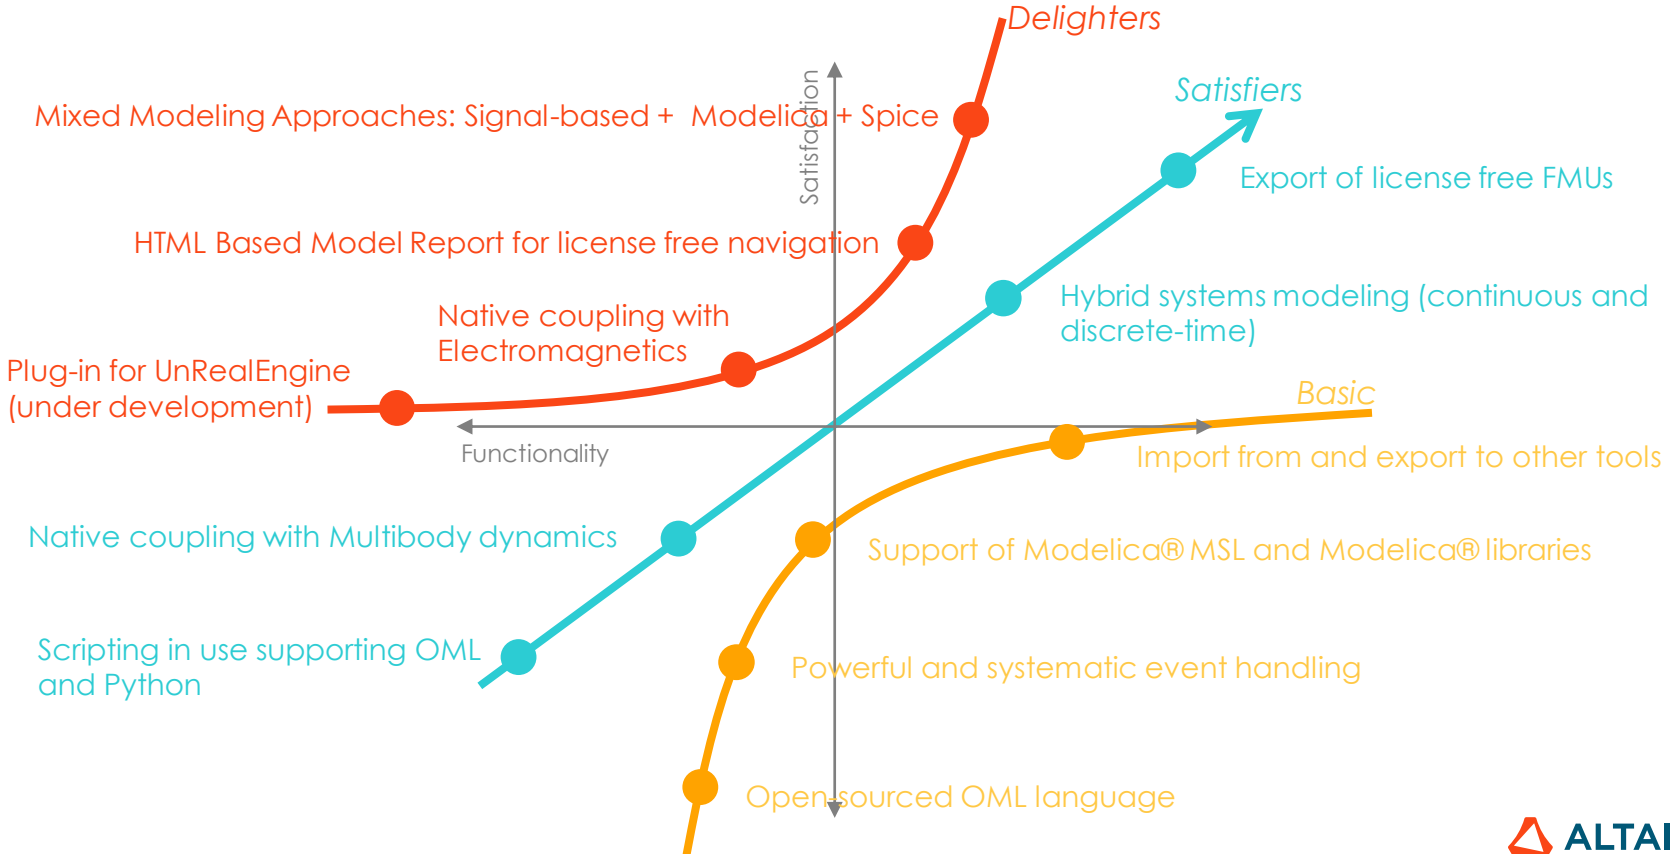 Delighters
Satisfaction
Satisfiers
Mixed Modeling Approaches: Signal-based + Modelica + Spice
Export of license free FMUs
HTML Based Model Report for license free navigation
Hybrid systems modeling (continuous and
discrete-time)
Native coupling with
Electromagnetics
Plug-in for UnRealEngine
(under development)
Basic
Functionality
Import from and export to other tools
Native coupling with Multibody dynamics
Support of Modelica® MSL and Modelica® libraries
Scripting in use supporting OML
and Python
Powerful and systematic event handling
Open-sourced OML language
ALTAI